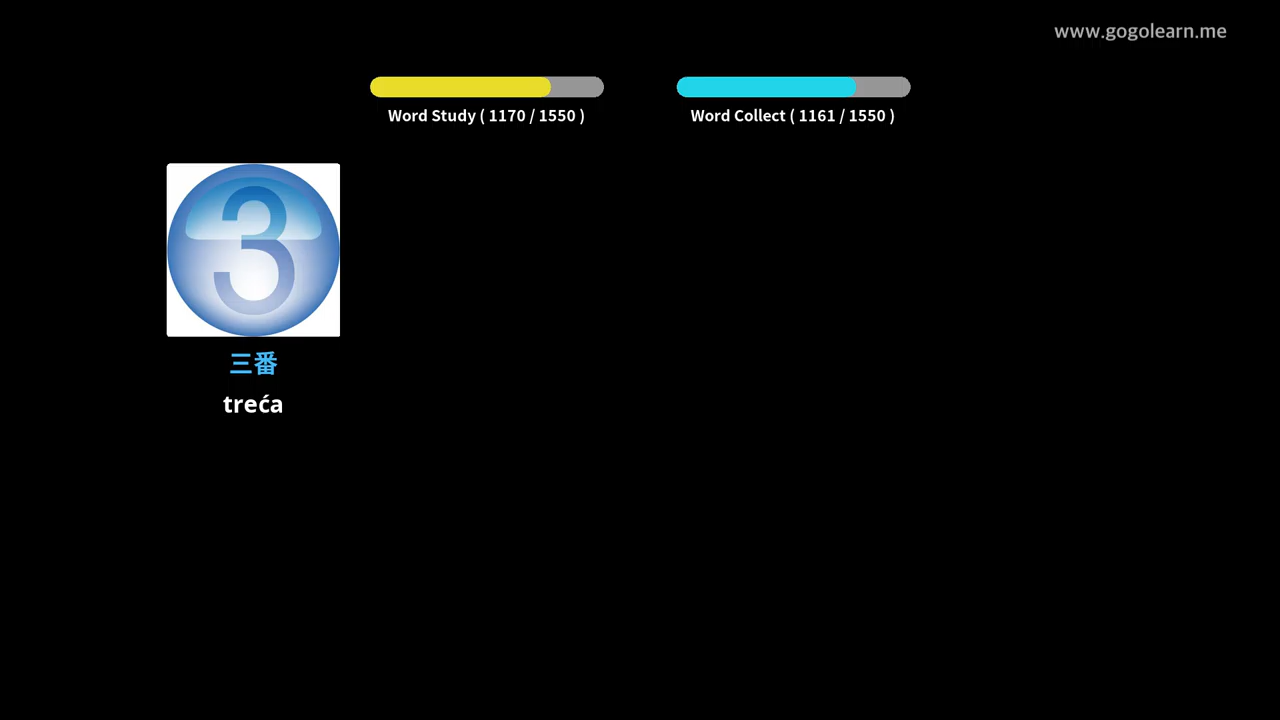 www.gogolearn.me
Word Study ( 1170 / 1550 )
Word Collect ( 1161 / 1550 )
3
三番
treća